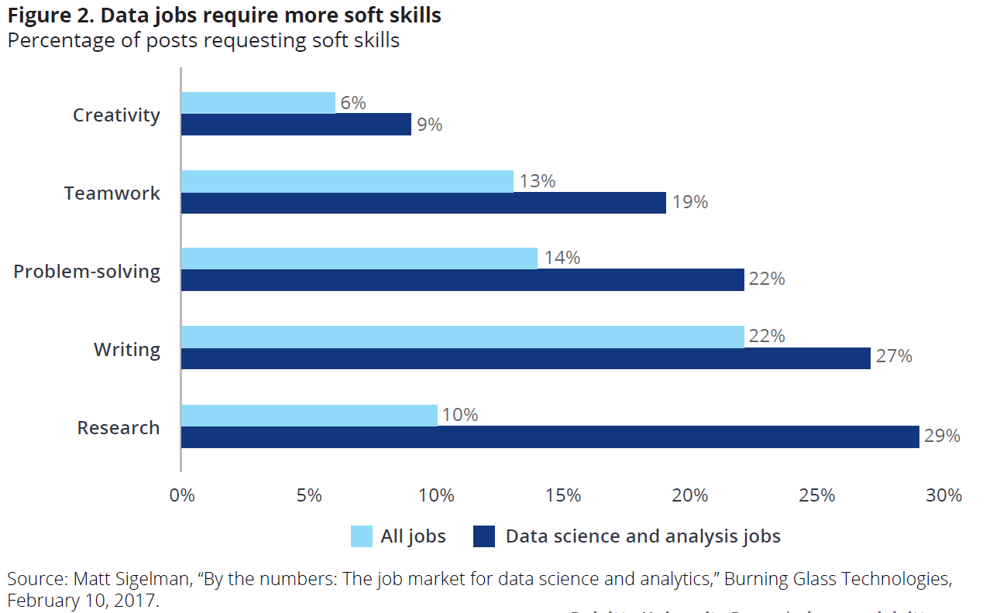 Figure 2. Data jobs require more soft skills
Percentage of posts requesting soft skills
Creativity
6%
9%
Teamwork
13%
19%
Problem-solving
14%
22%
Writing
22%
27%
Research
10%
29%
0% 5% 10% 15% 20% 25% 30%
All jobs Data science and analysis jobs
Source: Matt Sigelman, “By the numbers: The job market for data science and analytics,” Burning Glass Technologies,
February 10, 2017.